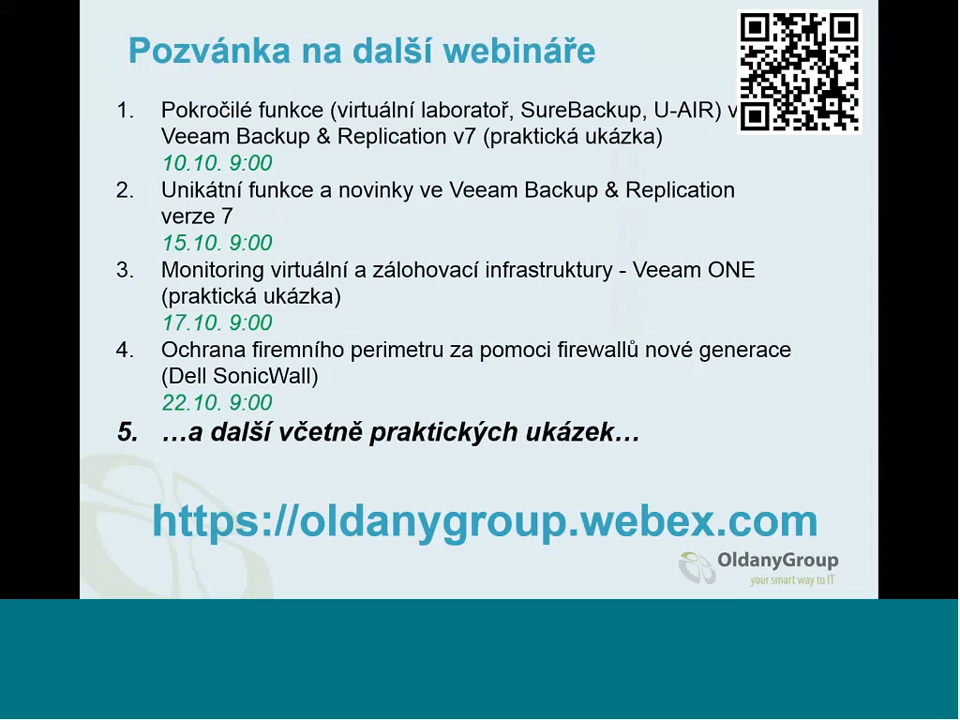 Pozvánka na další webináře
1. Pokročilé funkce (virtuální laboratoř, SureBackup, U-AIR) v
Veeam Backup & Replication v7 (praktická ukázka)
10.10. 9:00
2. Unikátní funkce a novinky ve Veeam Backup & Replication
verze 7
15.10. 9:00
3. Monitoring virtuální a zálohovací infrastruktury - Veeam ONE
(praktická ukázka)
17.10. 9:00
4. Ochrana firemního perimetru za pomoci firewallů nové generace
(Dell SonicWall)
22.10. 9:00
5. …a další včetně praktických ukázek…
https://oldanygroup.webex.com
OldanyGroup
your smart way to IT